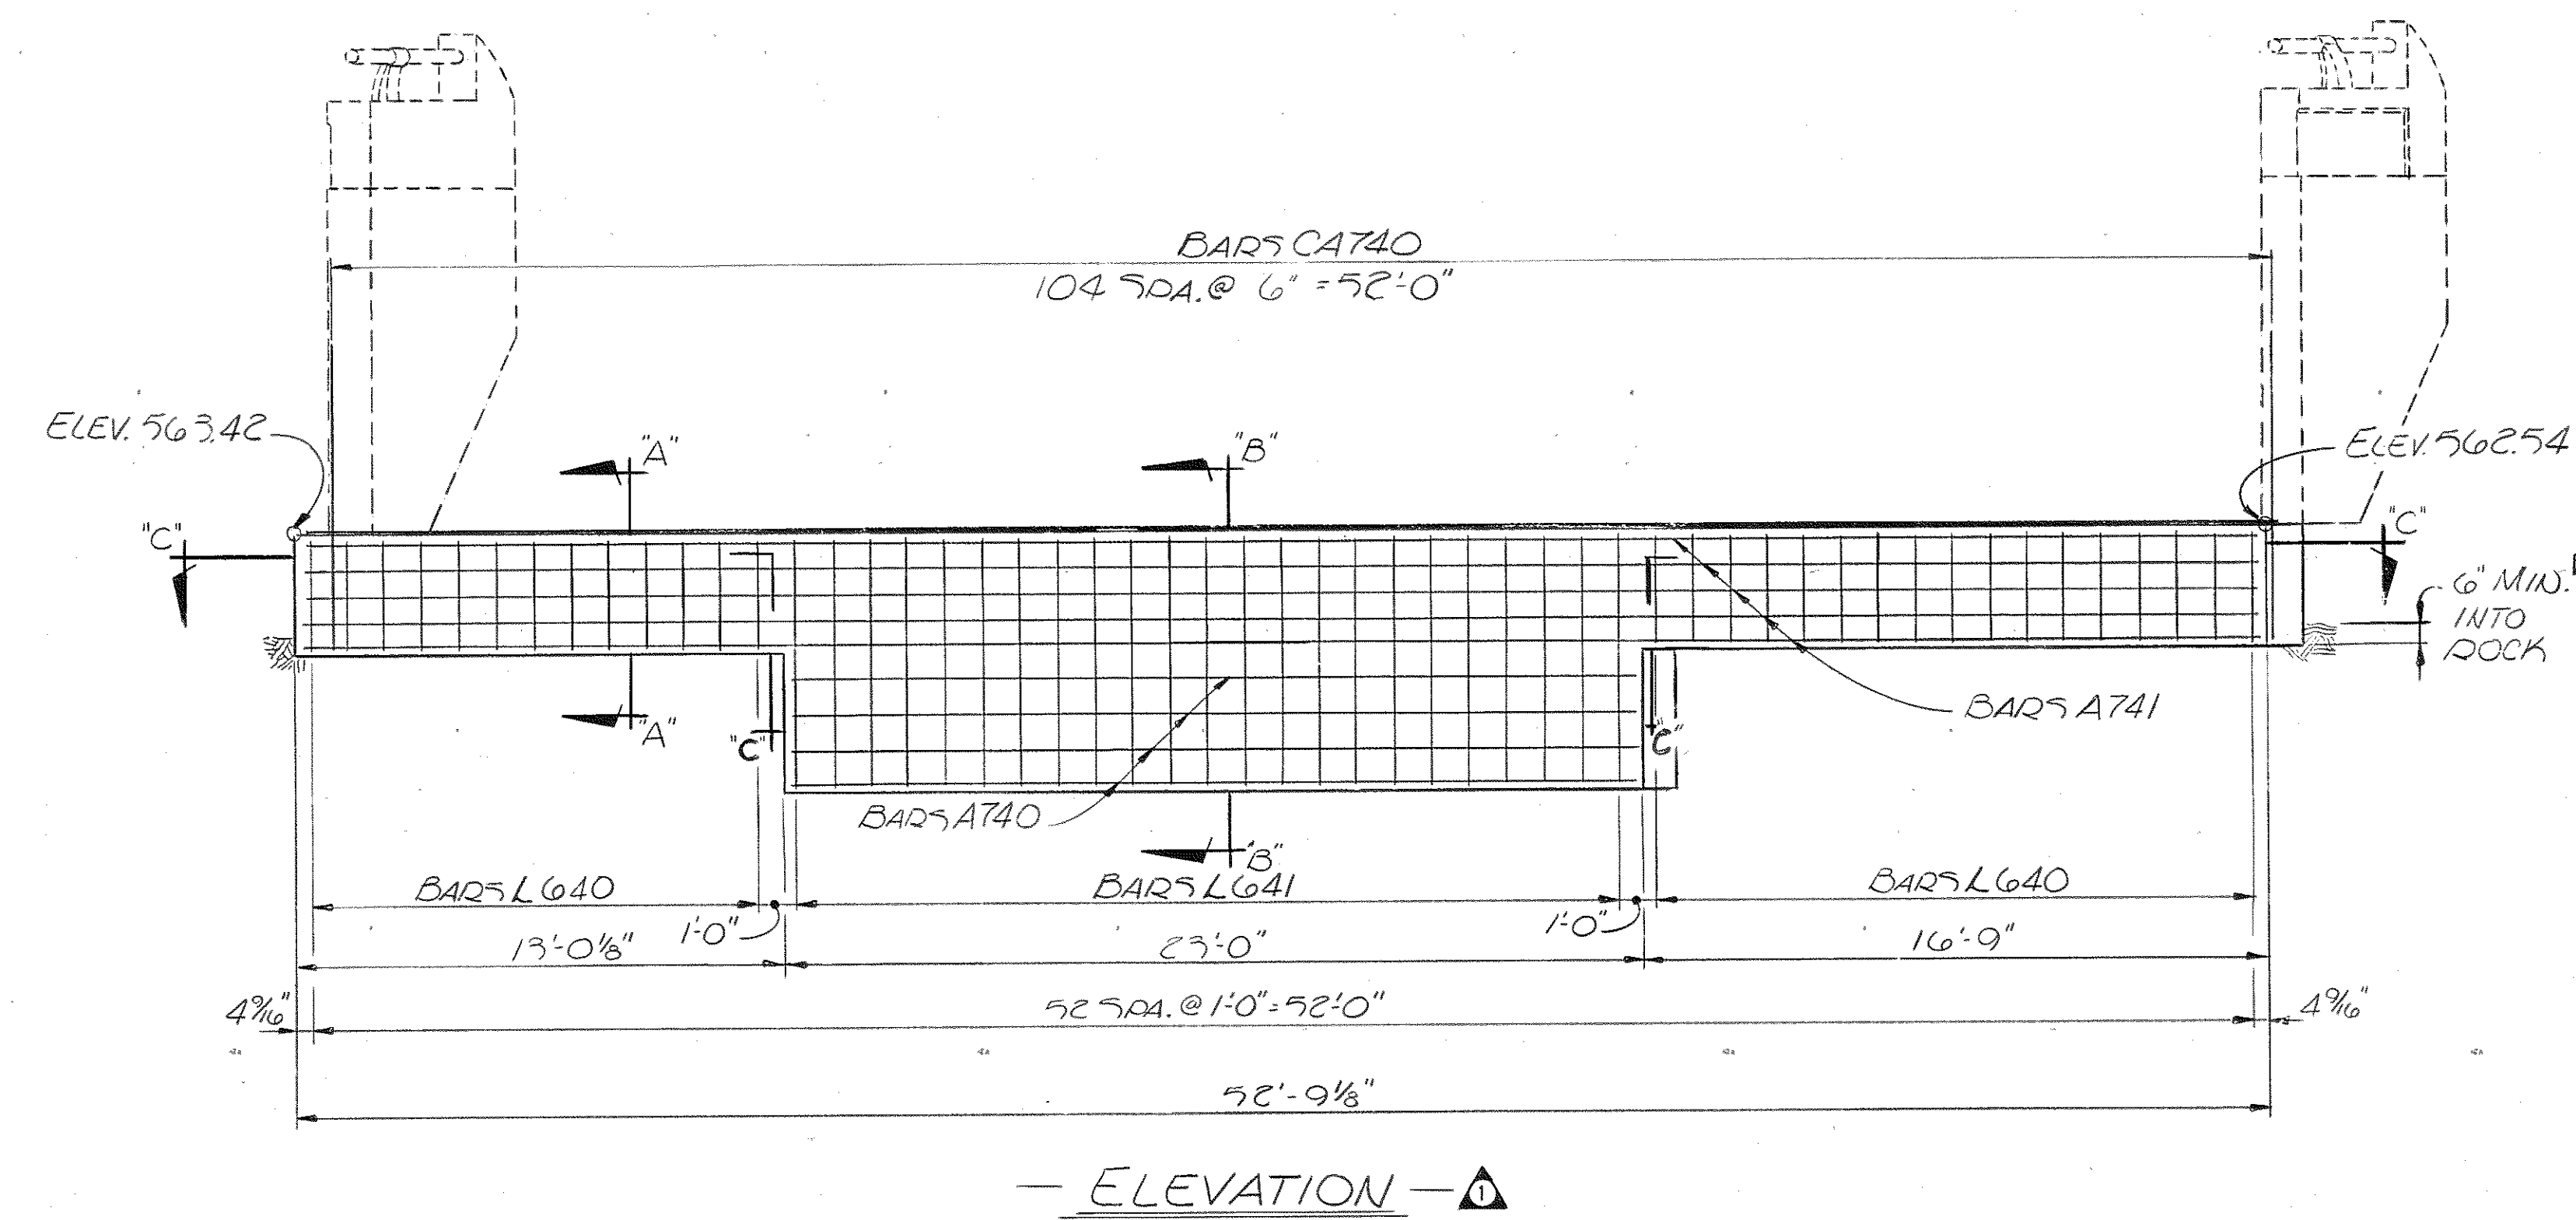 BARS CA740
104 SPA. @ 6" = 52'-0"
ELEV. 563.42
"A"
"B"
ELEV. 562.54
"C"
"C"
6" MIN.
INTO
ROCK
BARS A741
"A"
"C"
"C"
BARS A740
"B"
BARS L640
BARS L641
BARS L640
1'-0"
1'-0"
13'-0⅛"
23'-0"
16'-9"
4 9/16"
52 SPA. @ 1'-0" = 52'-0"
4 9/16"
52'-9⅛"
— ELEVATION — 1